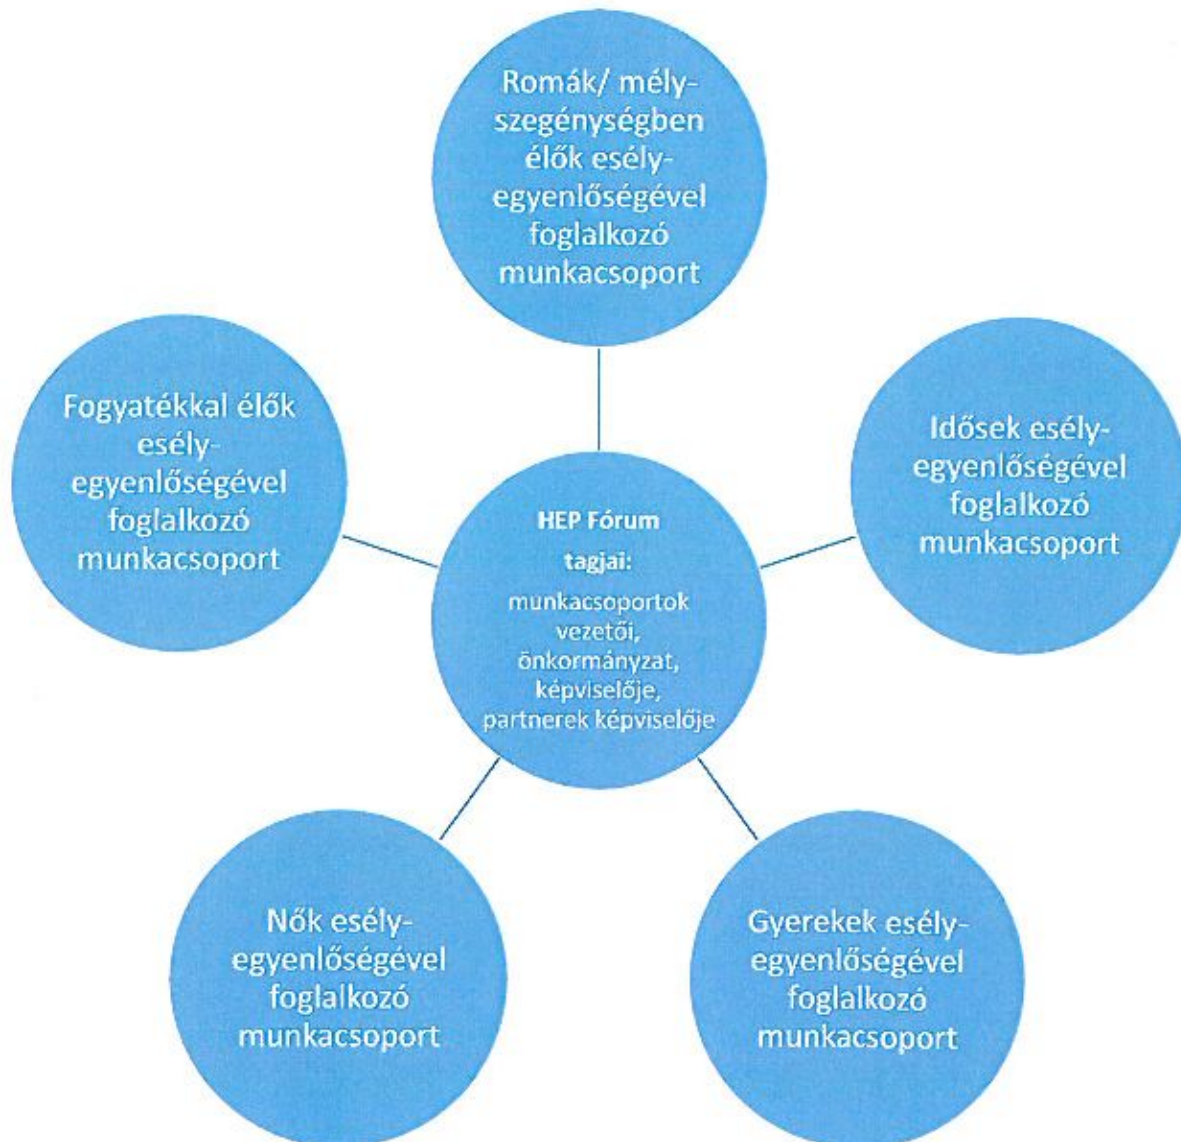 Romák/ mély-
szegénységben
élők esély-
egyenlőségével
foglalkozó
munkacsoport
Fogyatékkal élők
esély-
egyenlőségével
foglalkozó
munkacsoport
Idősek esély-
egyenlőségével
foglalkozó
munkacsoport
HEP Fórum
tagjai:
munkacsoportok
vezetői,
önkormányzat,
képviselője,
partnerek képviselője
Nők esély-
egyenlőségével
foglalkozó
munkacsoport
Gyerekek esély-
egyenlőségével
foglalkozó
munkacsoport